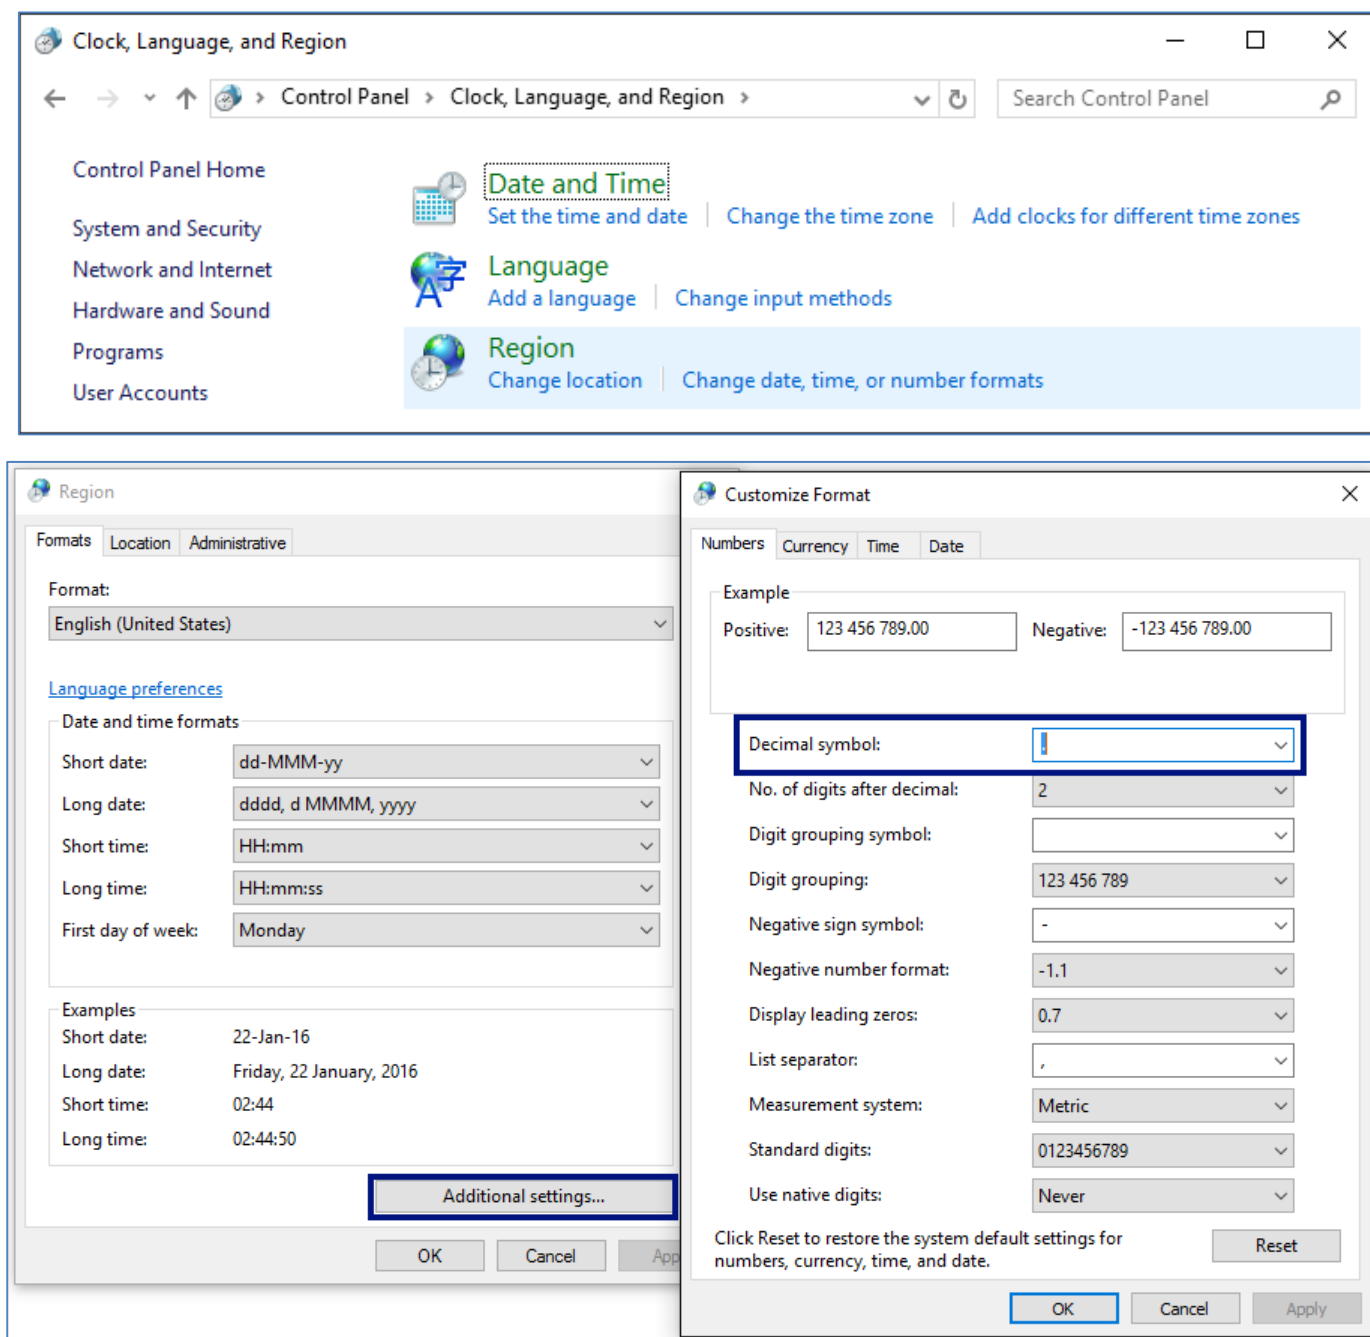 Clock, Language, and Region
Control Panel > Clock, Language, and Region >
Search Control Panel
Control Panel Home
System and Security
Network and Internet
Hardware and Sound
Programs
User Accounts
Date and Time
Set the time and date | Change the time zone | Add clocks for different time zones
Language
Add a language | Change input methods
Region
Change location | Change date, time, or number formats
Region
Formats Location Administrative
Format:
English (United States)
Language preferences
Date and time formats
Short date: dd-MMM-yy
Long date: dddd, d MMMM, yyyy
Short time: HH:mm
Long time: HH:mm:ss
First day of week: Monday
Examples
Short date: 22-Jan-16
Long date: Friday, 22 January, 2016
Short time: 02:44
Long time: 02:44:50
Additional settings...
OK Cancel App
Customize Format
Numbers Currency Time Date
Example
Positive: 123 456 789.00 Negative: -123 456 789.00
Decimal symbol: .
No. of digits after decimal: 2
Digit grouping symbol:
Digit grouping: 123 456 789
Negative sign symbol: -
Negative number format: -1.1
Display leading zeros: 0.7
List separator: ,
Measurement system: Metric
Standard digits: 0123456789
Use native digits: Never
Click Reset to restore the system default settings for
numbers, currency, time, and date.
Reset
OK Cancel Apply